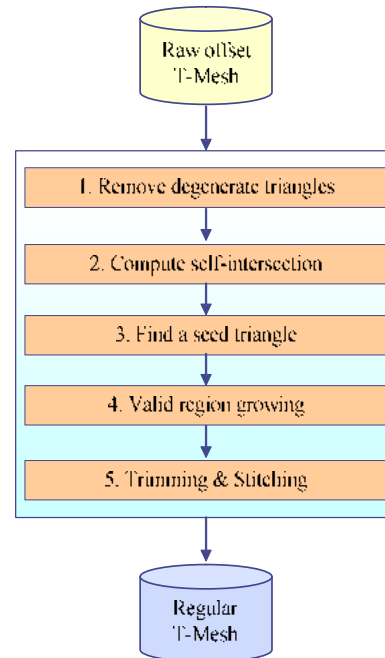 Raw offset
T-Mesh
1. Remove degenerate triangles
2. Compute self-intersection
3. Find a seed triangle
4. Valid region growing
5. Trimming & Stitching
Regular
T-Mesh